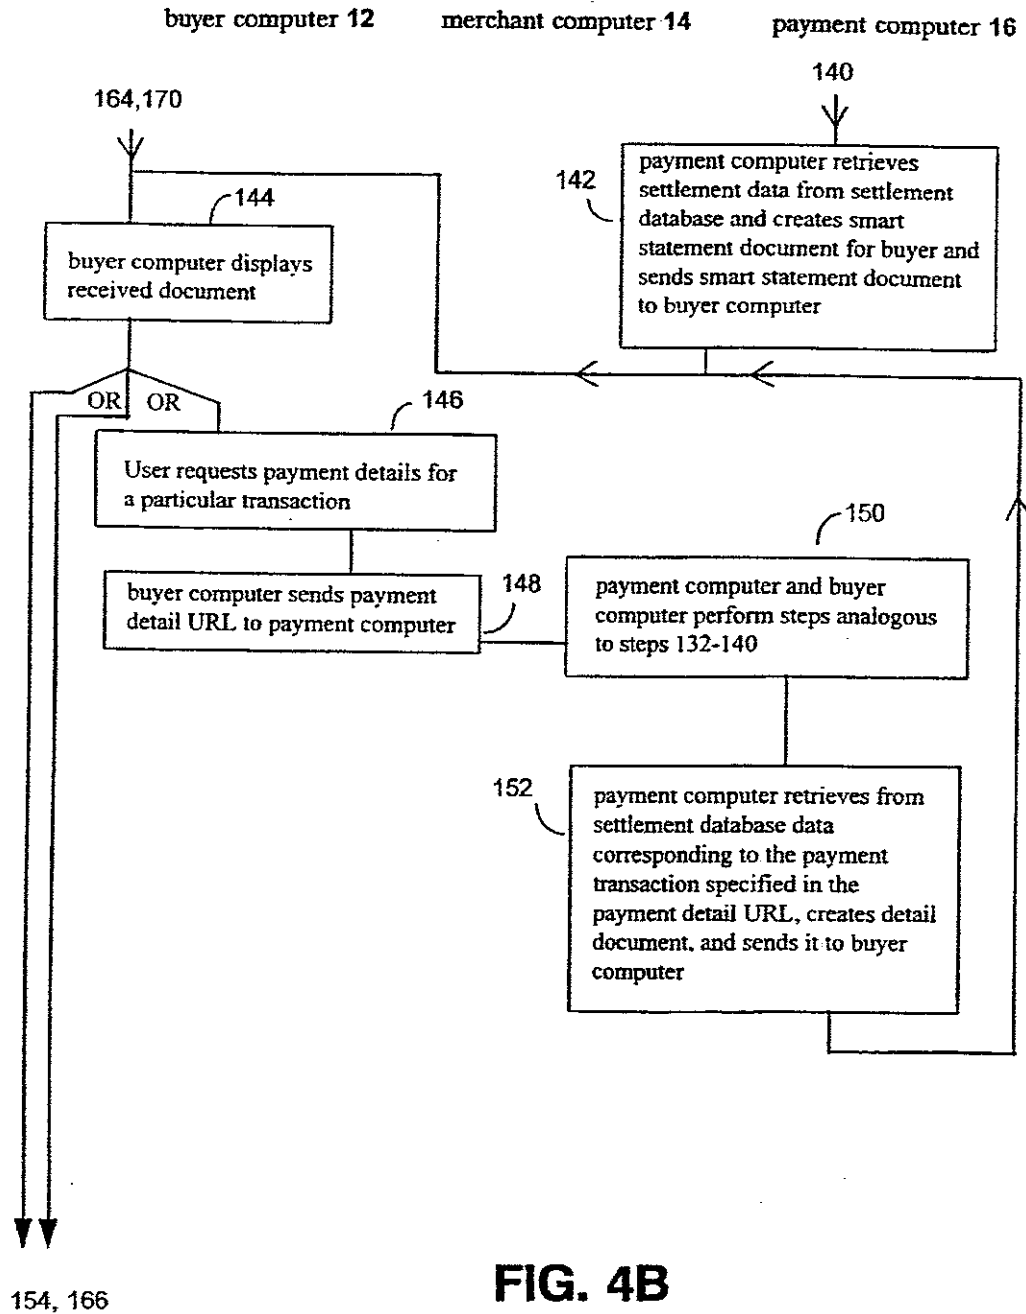 buyer computer 12 merchant computer 14 payment computer 16
140
164,170
142
payment computer retrieves
settlement data from settlement
database and creates smart
statement document for buyer and
sends smart statement document
to buyer computer
144
buyer computer displays
received document
OR OR
146
User requests payment details for
a particular transaction
148
buyer computer sends payment
detail URL to payment computer
150
payment computer and buyer
computer perform steps analogous
to steps 132-140
152
payment computer retrieves from
settlement database data
corresponding to the payment
transaction specified in the
payment detail URL, creates detail
document, and sends it to buyer
computer
154, 166
FIG. 4B